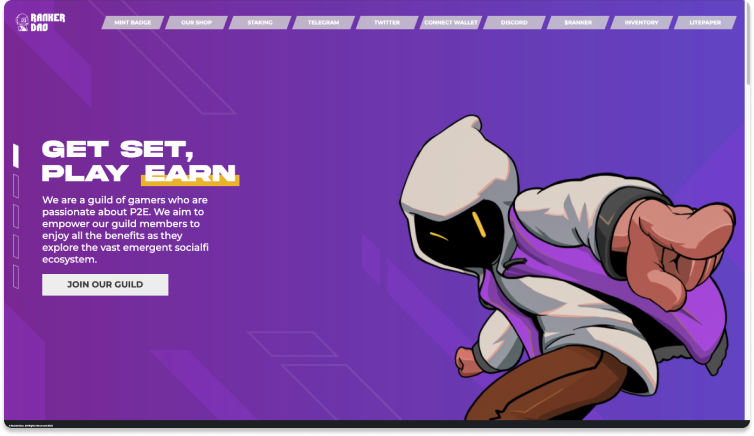 RANKER
DAO
MINT BADGE
OUR SHOP
STAKING
TELEGRAM
TWITTER
CONNECT WALLET
DISCORD
$RANKER
INVENTORY
LITEPAPER
GET SET,
PLAY EARN
We are a guild of gamers who are
passionate about P2E. We aim to
empower our guild members to
enjoy all the benefits as they
explore the vast emergent socialfi
ecosystem.
JOIN OUR GUILD